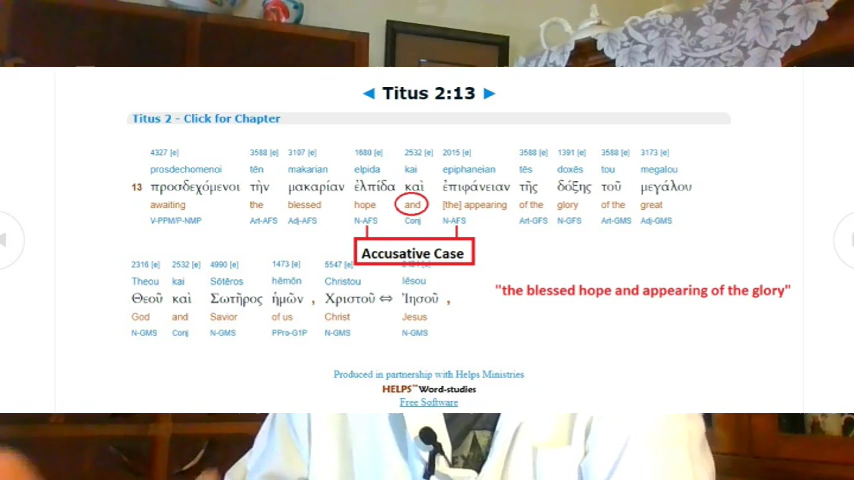 ◄ Titus 2:13 ►
Titus 2 - Click for Chapter
4327 [e] 3588 [e] 3107 [e] 1680 [e] 2532 [e] 2015 [e] 3588 [e] 1391 [e] 3588 [e] 3173 [e]
prosdechomenoi tēn makarian elpida kai epiphaneian tēs doxēs tou megalou
13 προσδεχόμενοι τὴν μακαρίαν ἐλπίδα καὶ ἐπιφάνειαν τῆς δόξης τοῦ μεγάλου
awaiting the blessed hope and [the] appearing of the glory of the great
V-PPM/P-NMP Art-AFS Adj-AFS N-AFS Conj N-AFS Art-GFS N-GFS Art-GMS Adj-GMS
Accusative Case
2316 [e] 2532 [e] 4990 [e] 1473 [e] 5547 [e]
Theou kai Sōtēros hēmōn Christou Iēsou
Θεοῦ καὶ Σωτῆρος ἡμῶν , Χριστοῦ ⇔ Ἰησοῦ ,
God and Savior of us Christ Jesus
N-GMS Conj N-GMS PPro-G1P N-GMS N-GMS
"the blessed hope and appearing of the glory"
Produced in partnership with Helps Ministries
HELPS™ Word-studies
Free Software